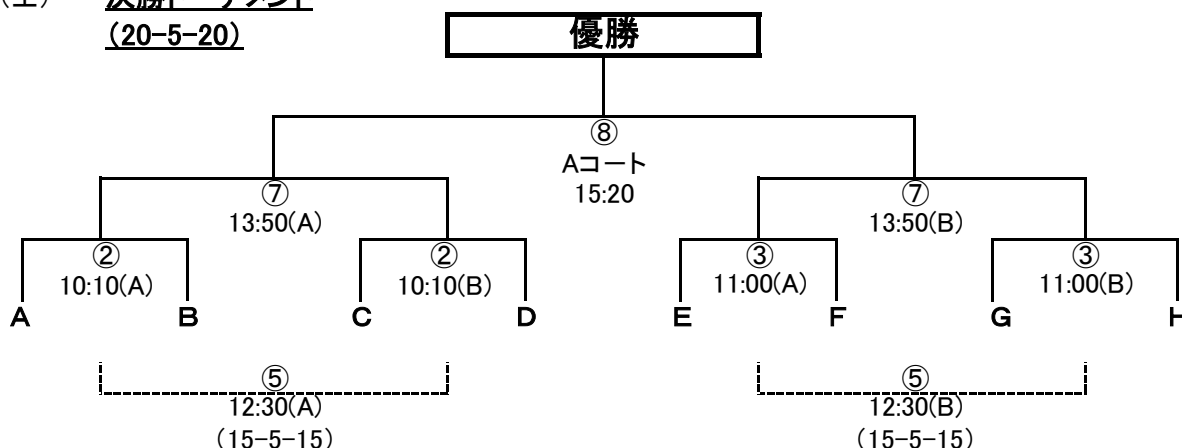 （土） 決勝トーナメント
(20-5-20)
優勝
⑧
Aコート
15:20
⑦ ⑦
13:50(A) 13:50(B)
② ② ③ ③
10:10(A) 10:10(B) 11:00(A) 11:00(B)
A B C D E F G H
⑤ ⑤
12:30(A) 12:30(B)
（15-5-15） （15-5-15）